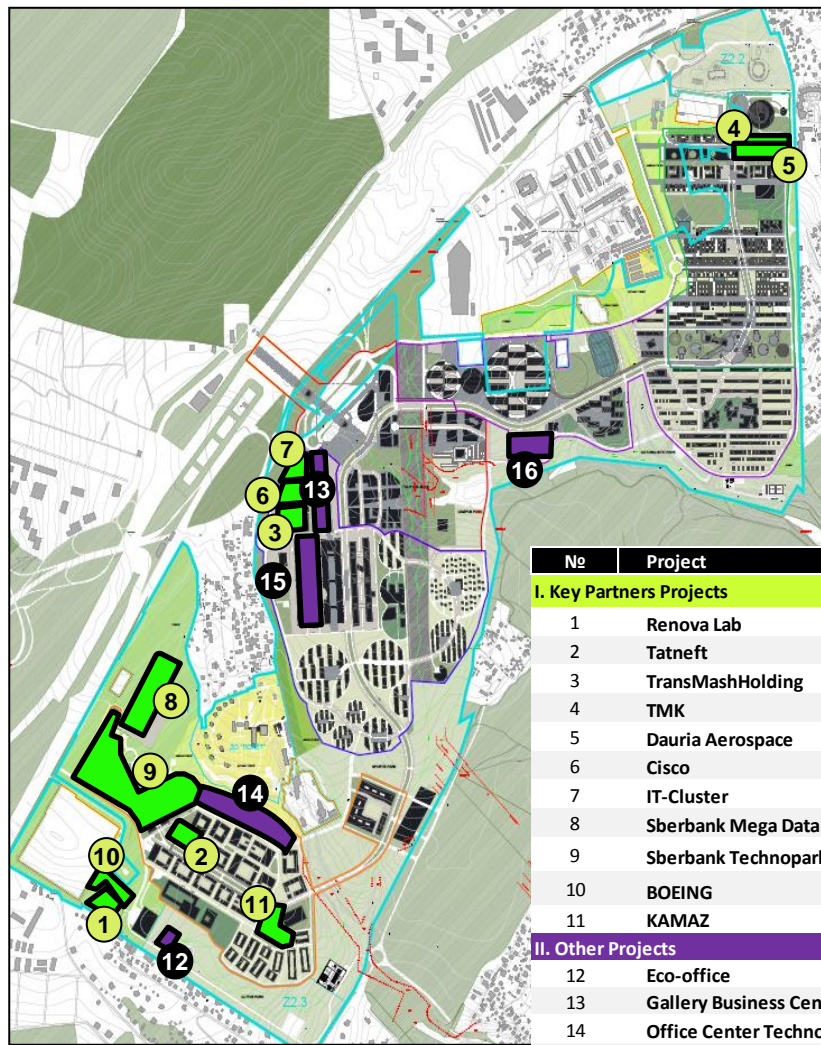 Z2.2
4
5
7
6
13
3
16
15
8
9
14
10
2
1
11
12
Z2.3
№ Project
I. Key Partners Projects
1 Renova Lab
2 Tatneft
3 TransMashHolding
4 TMK
5 Dauria Aerospace
6 Cisco
7 IT-Cluster
8 Sberbank Mega Data
9 Sberbank Technopark
10 BOEING
11 KAMAZ
II. Other Projects
12 Eco-office
13 Gallery Business Cen
14 Office Center Techno